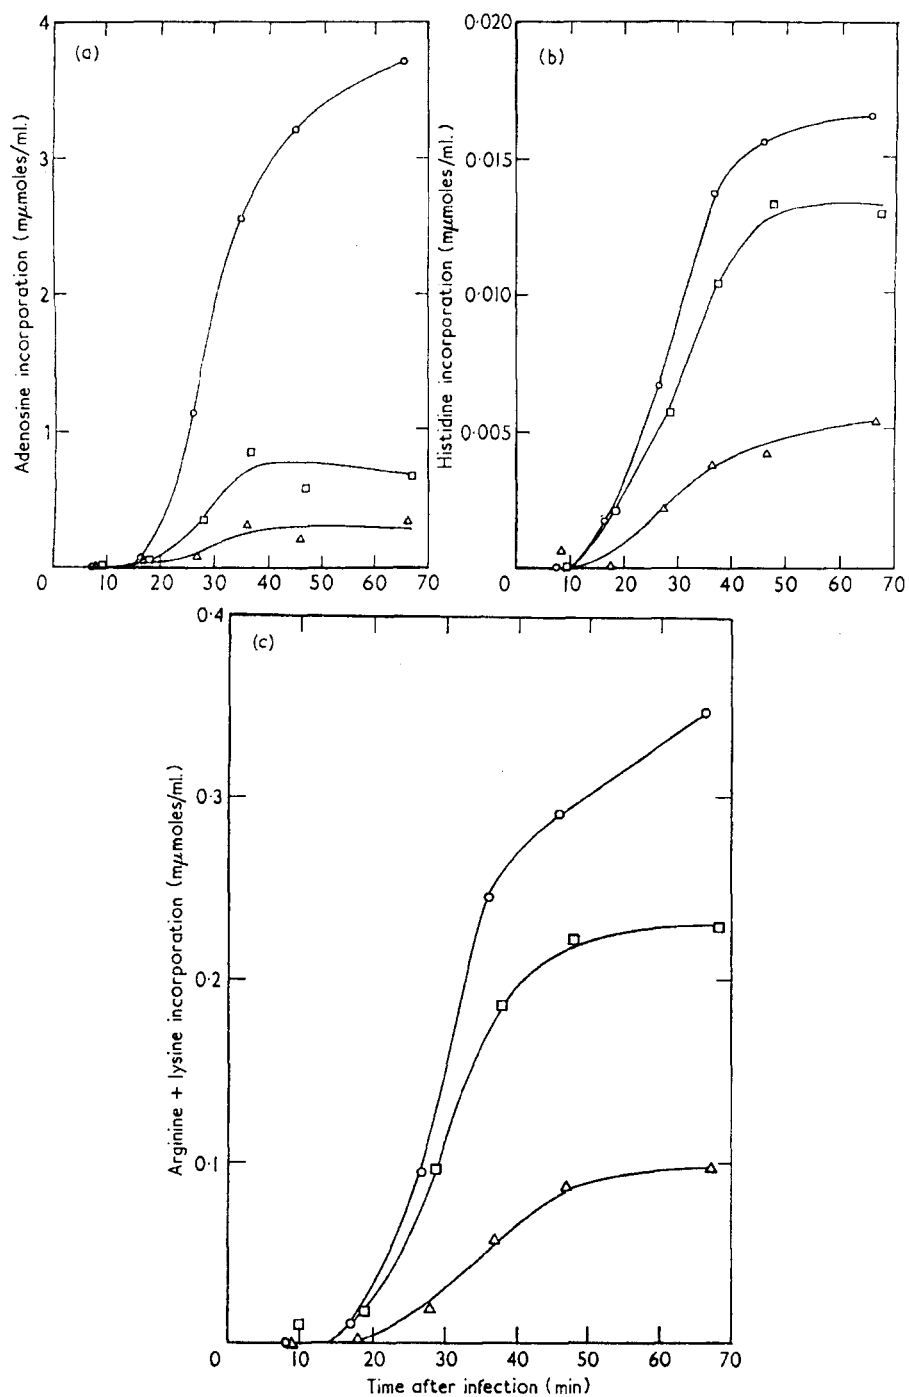 (a)
Adenosine incorporation (mμmoles/ml.)
4
3
2
1
0 10 20 30 40 50 60 70
(b)
Histidine incorporation (mμmoles/ml.)
0·020
0·015
0·010
0·005
0 10 20 30 40 50 60 70
(c)
Arginine + lysine incorporation (mμmoles/ml.)
0·4
0·3
0·2
0·1
0 10 20 30 40 50 60 70
Time after infection (min)